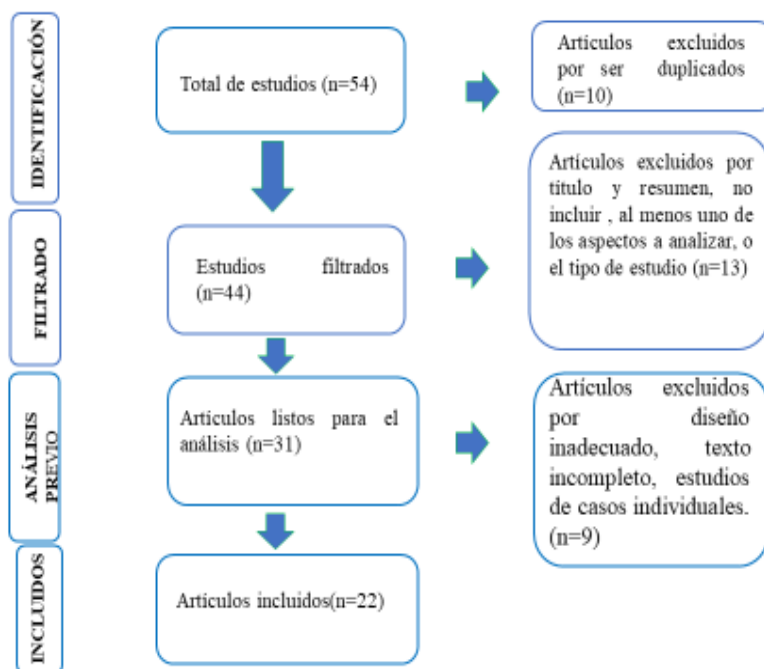 IDENTIFICACIÓN
Total de estudios (n=54)
Artículos excluidos
por ser duplicados
(n=10)
FILTRADO
Estudios filtrados
(n=44)
Artículos excluidos por
titulo y resumen, no
incluir , al menos uno de
los aspectos a analizar, o
el tipo de estudio (n=13)
ANÁLISIS
PREVIO
Artículos listos para el
análisis (n=31)
Artículos excluidos
por diseño
inadecuado, texto
incompleto, estudios
de casos individuales.
(n=9)
INCLUIDOS
Artículos incluidos(n=22)